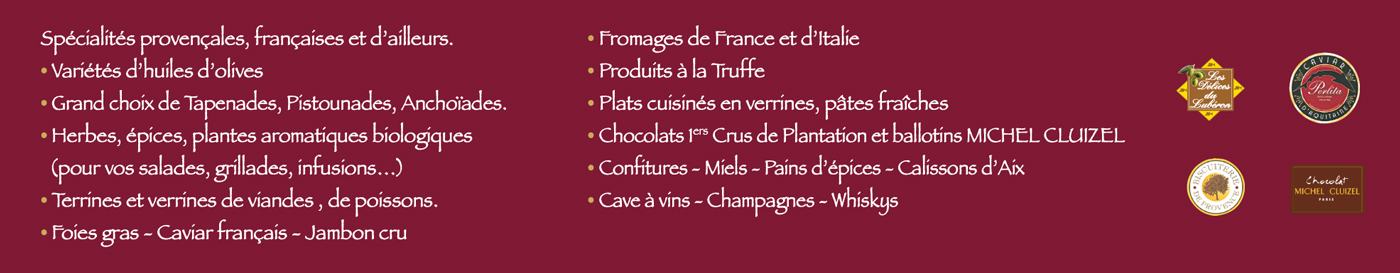 Spécialités provençales, françaises et d'ailleurs.
• Variétés d'huiles d'olives
• Grand choix de Tapenades, Pistounades, Anchoïades.
• Herbes, épices, plantes aromatiques biologiques
(pour vos salades, grillades, infusions...)
• Terrines et verrines de viandes , de poissons.
• Foies gras - Caviar français - Jambon cru
• Fromages de France et d'Italie
• Produits à la Truffe
• Plats cuisinés en verrines, pâtes fraîches
• Chocolats 1ers Crus de Plantation et ballotins MICHEL CLUIZEL
• Confitures - Miels - Pains d'épices - Calissons d'Aix
• Cave à vins - Champagnes - Whiskys
Les
Délices
du
Luberon
CAVIAR
Perlita
D'AQUITAINE
BISCUITERIE
DE PROVENCE
Chocolat
MICHEL CLUIZEL
PARIS